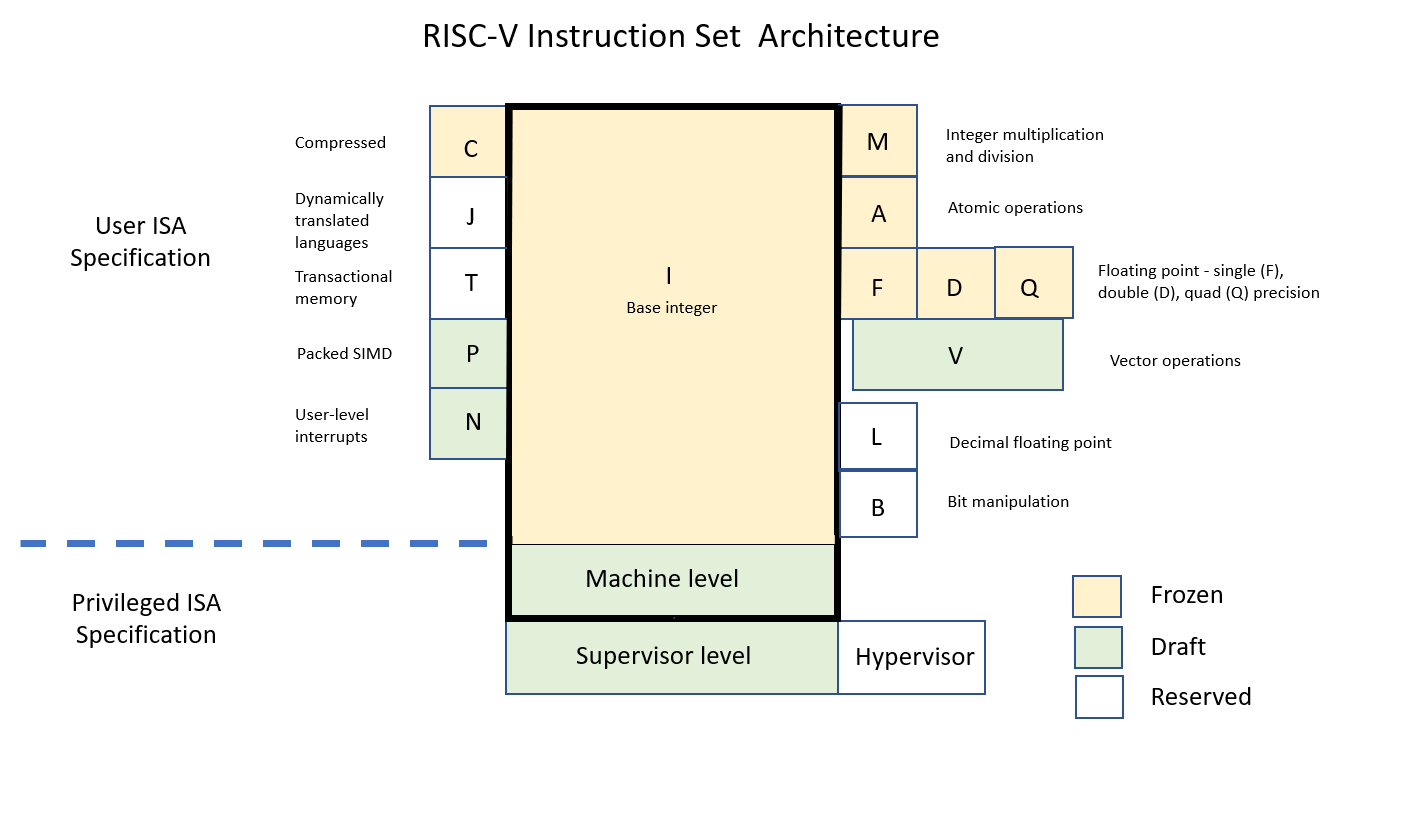 RISC-V Instruction Set  Architecture
User ISA
Specification
Compressed
C
Dynamically
translated
languages
J
Transactional
memory
T
Packed SIMD
P
User-level
interrupts
N
I
Base integer
M
Integer multiplication
and division
A
Atomic operations
F
D
Q
Floating point - single (F),
double (D), quad (Q) precision
V
Vector operations
L
Decimal floating point
B
Bit manipulation
Privileged ISA
Specification
Machine level
Supervisor level
Hypervisor
Frozen
Draft
Reserved